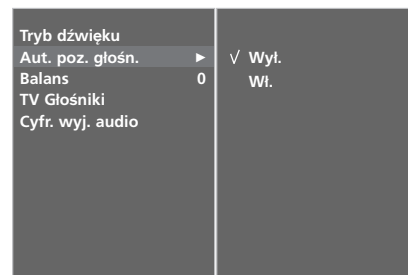 Tryb dźwięku
Aut. poz. głośn. ►
Balans 0
TV Głośniki
Cyfr. wyj. audio
√ Wył.
Wł.